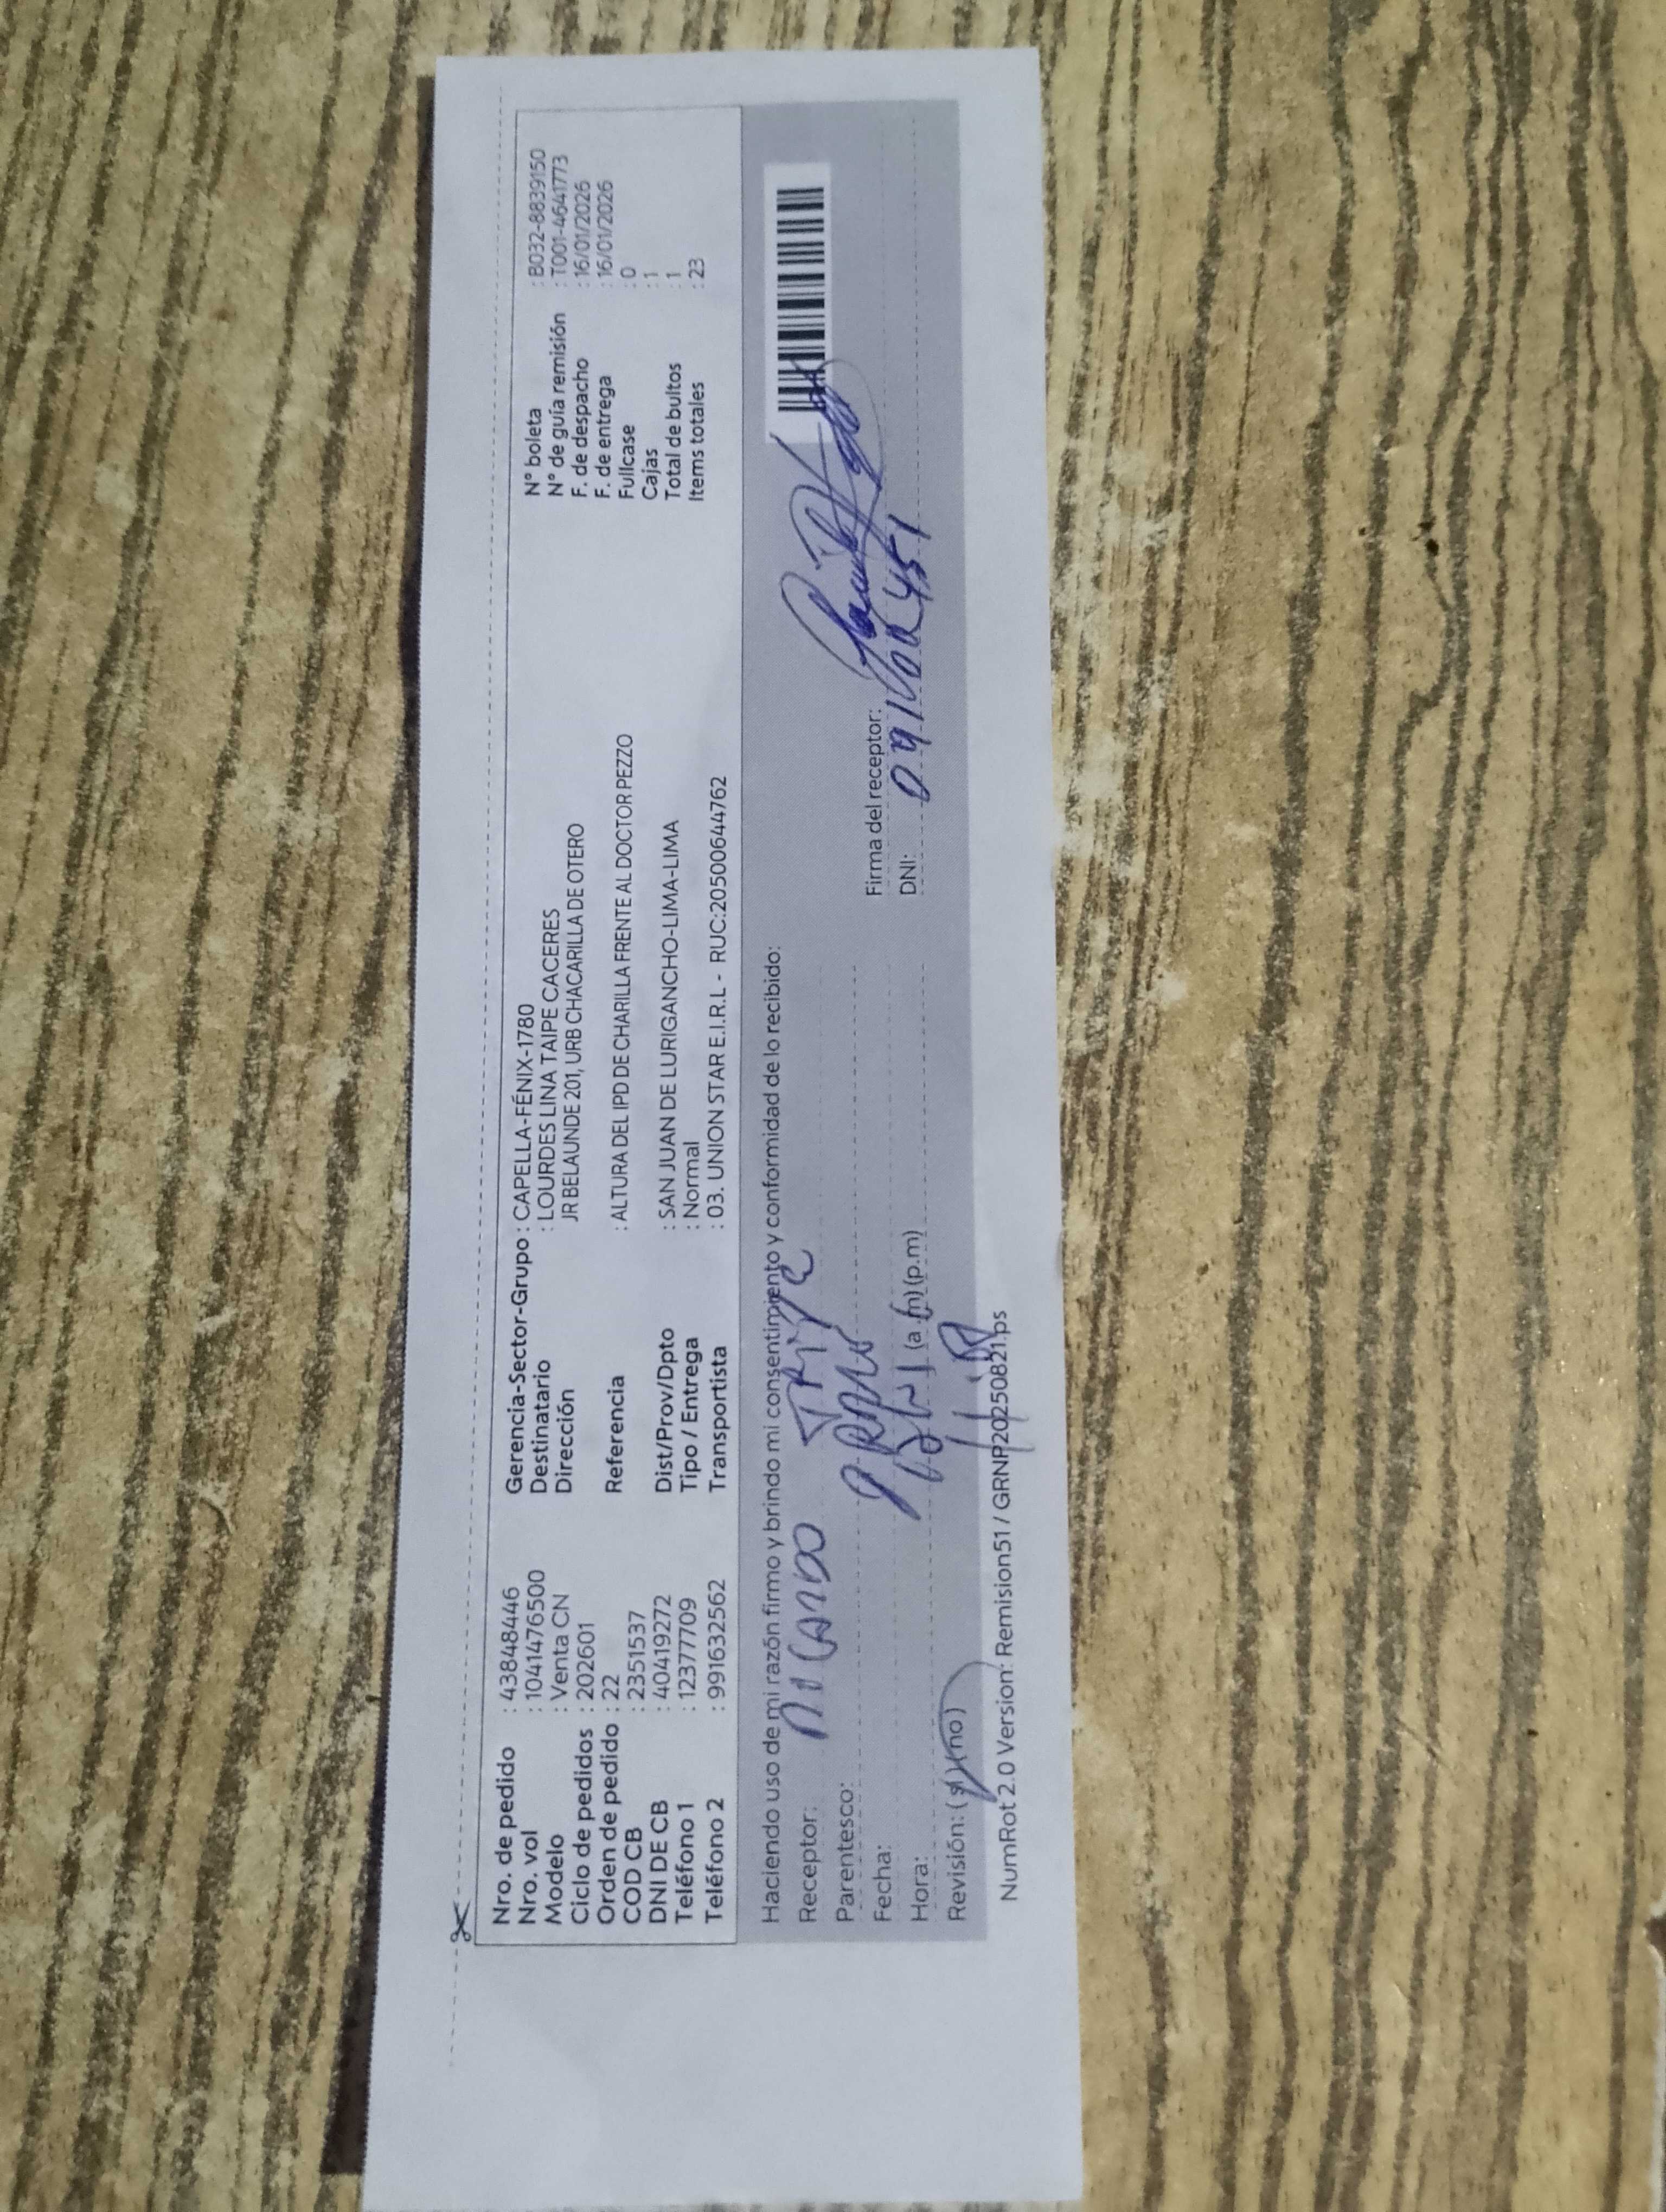 Nro. de pedido : 43848446
Nro. vol : 10414476500
Modelo : Venta CN
Ciclo de pedidos : 202601
Orden de pedido : 22
COD CB : 2351537
DNI DE CB : 40419272
Teléfono 1 : 12377709
Teléfono 2 : 991632562
Gerencia-Sector-Grupo : CAPELLA-FÉNIX-1780
Destinatario : LOURDES LINA TAIPE CACERES
Dirección JR BELAUNDE 201, URB CHACARILLA DE OTERO
Referencia : ALTURA DEL IPD DE CHARILLA FRENTE AL DOCTOR PEZZO
Dist/Prov/Dpto : SAN JUAN DE LURIGANCHO-LIMA-LIMA
Tipo / Entrega : Normal
Transportista : 03. UNION STAR E.I.R.L - RUC:20500644762
N° boleta : B032-8839150
N° de guía remisión : T001-4641773
F. de despacho : 16/01/2026
F. de entrega : 16/01/2026
Fullcase : 0
Cajas : 1
Total de bultos : 1
Items totales : 23
Haciendo uso de mi razón firmo y brindo mi consentimiento y conformidad de lo recibido:
Receptor:
Parentesco:
Fecha:
Hora: (a.m) (p.m)
Revisión: (si) (no)
Firma del receptor:
DNI:
NumRot 2.0 Version: Remision51 / GRNP20250821.ps